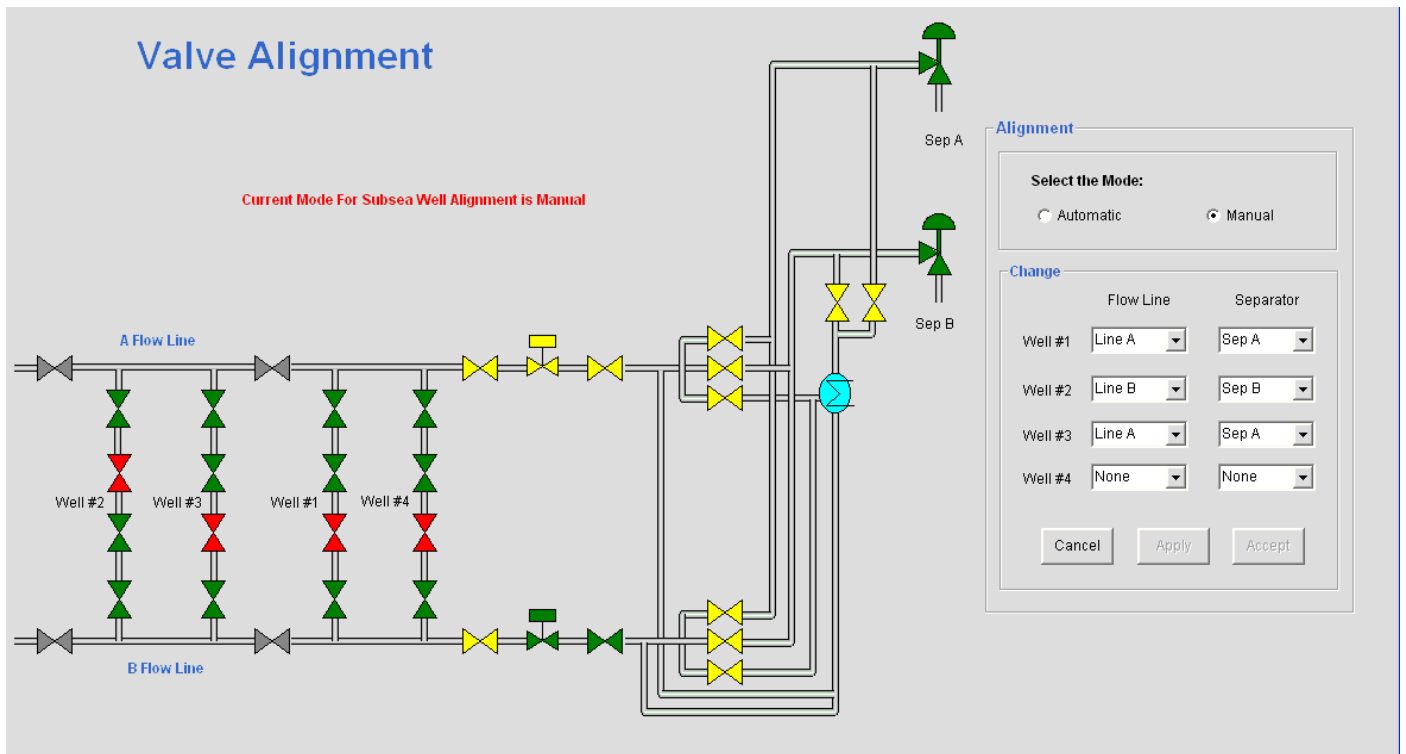 Valve Alignment
Sep A
Current Mode For Subsea Well Alignment is Manual
Sep B
A Flow Line
Well #2
Well #3
Well #1
Well #4
B Flow Line
Alignment
Select the Mode:
Automatic
Manual
Change
Flow Line Separator
Well #1 Line A Sep A
Well #2 Line B Sep B
Well #3 Line A Sep A
Well #4 None None
Cancel Apply Accept